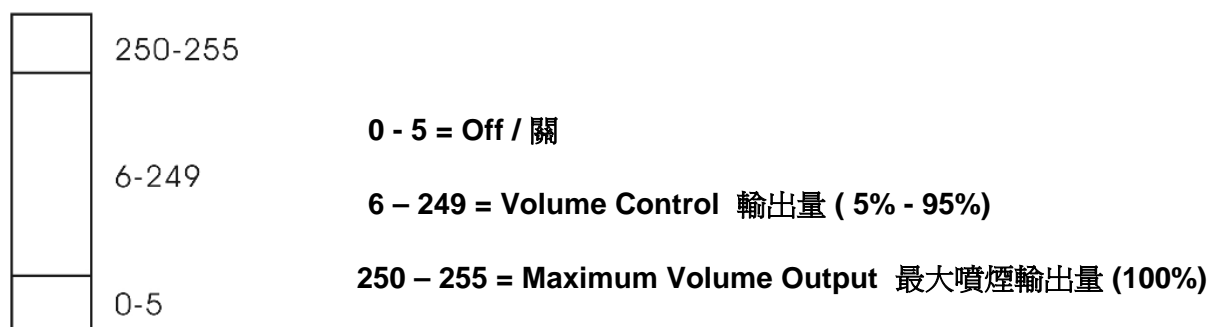 250-255
0 - 5 = Off / 關
6-249
6 – 249 = Volume Control 輸出量 ( 5% - 95%)
250 – 255 = Maximum Volume Output 最大噴煙輸出量 (100%)
0-5